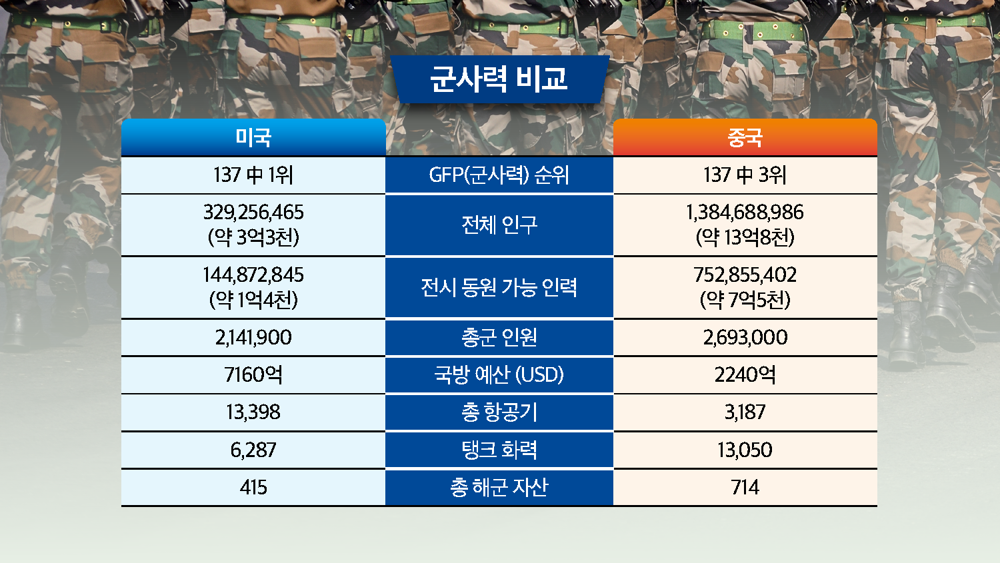 군사력 비교
미국 중국
137 中 1위 GFP(군사력) 순위 137 中 3위
329,256,465
(약 3억3천)
전체 인구
1,384,688,986
(약 13억8천)
144,872,845
(약 1억4천)
전시 동원 가능 인력
752,855,402
(약 7억5천)
2,141,900 총군 인원 2,693,000
7160억 국방 예산 (USD) 2240억
13,398 총 항공기 3,187
6,287 탱크 화력 13,050
415 총 해군 자산 714